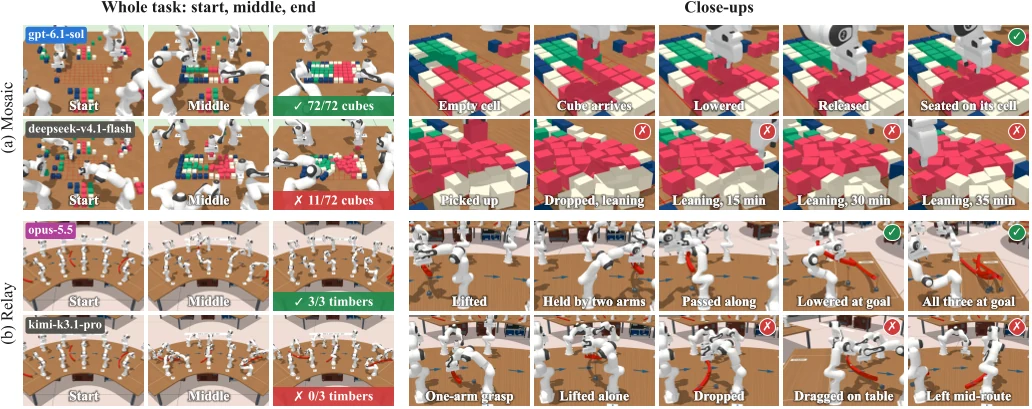 Whole task: start, middle, end
Close-ups
(a) Mosaic
gpt-6.1-sol
Start
Middle
✓ 72/72 cubes
Empty cell
Cube arrives
Lowered
Released
Seated on its cell
deepseek-v4.1-flash
Start
Middle
✗ 11/72 cubes
Picked up
Dropped, leaning
Leaning, 15 min
Leaning, 30 min
Leaning, 35 min
(b) Relay
opus-5.5
Start
Middle
✓ 3/3 timbers
Lifted
Held by two arms
Passed along
Lowered at goal
All three at goal
kimi-k3.1-pro
Start
Middle
✗ 0/3 timbers
One-arm grasp
Lifted alone
Dropped
Dragged on table
Left mid-route